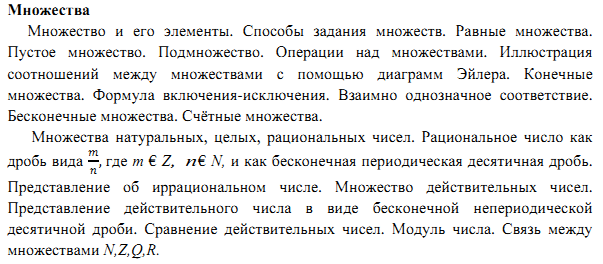 Множества
Множество и его элементы. Способы задания множеств. Равные множества.
Пустое множество. Подмножество. Операции над множествами. Иллюстрация
соотношений между множествами с помощью диаграмм Эйлера. Конечные
множества. Формула включения-исключения. Взаимно однозначное соответствие.
Бесконечные множества. Счётные множества.
Множества натуральных, целых, рациональных чисел. Рациональное число как
дробь вида m/n, где m € Z, n€ N, и как бесконечная периодическая десятичная дробь.
Представление об иррациональном числе. Множество действительных чисел.
Представление действительного числа в виде бесконечной непериодической
десятичной дроби. Сравнение действительных чисел. Модуль числа. Связь между
множествами N,Z,Q,R.